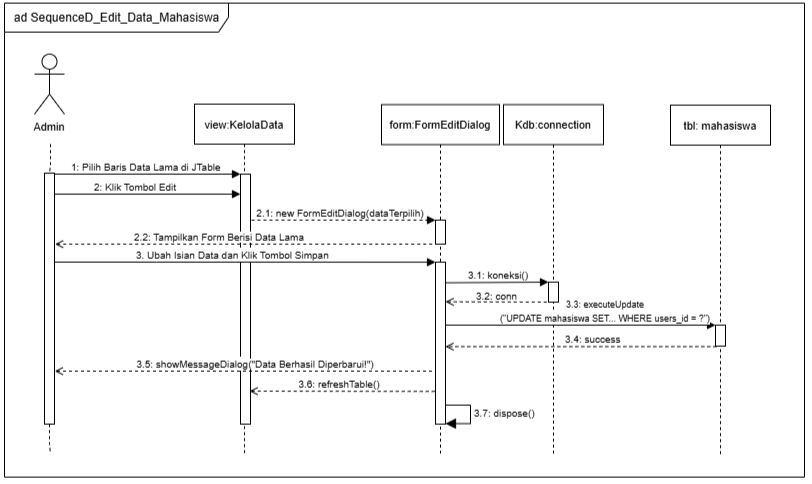 ad SequenceD_Edit_Data_Mahasiswa
Admin
view:KelolaData
form:FormEditDialog
Kdb:connection
tbl: mahasiswa
1: Pilih Baris Data Lama di JTable
2: Klik Tombol Edit
2.1: new FormEditDialog(dataTerpilih)
2.2: Tampilkan Form Berisi Data Lama
3. Ubah Isian Data dan Klik Tombol Simpan
3.1: koneksi()
3.2: conn
3.3: executeUpdate
("UPDATE mahasiswa SET... WHERE users_id = ?")
3.4: success
3.5: showMessageDialog("Data Berhasil Diperbarui!")
3.6: refreshTable()
3.7: dispose()